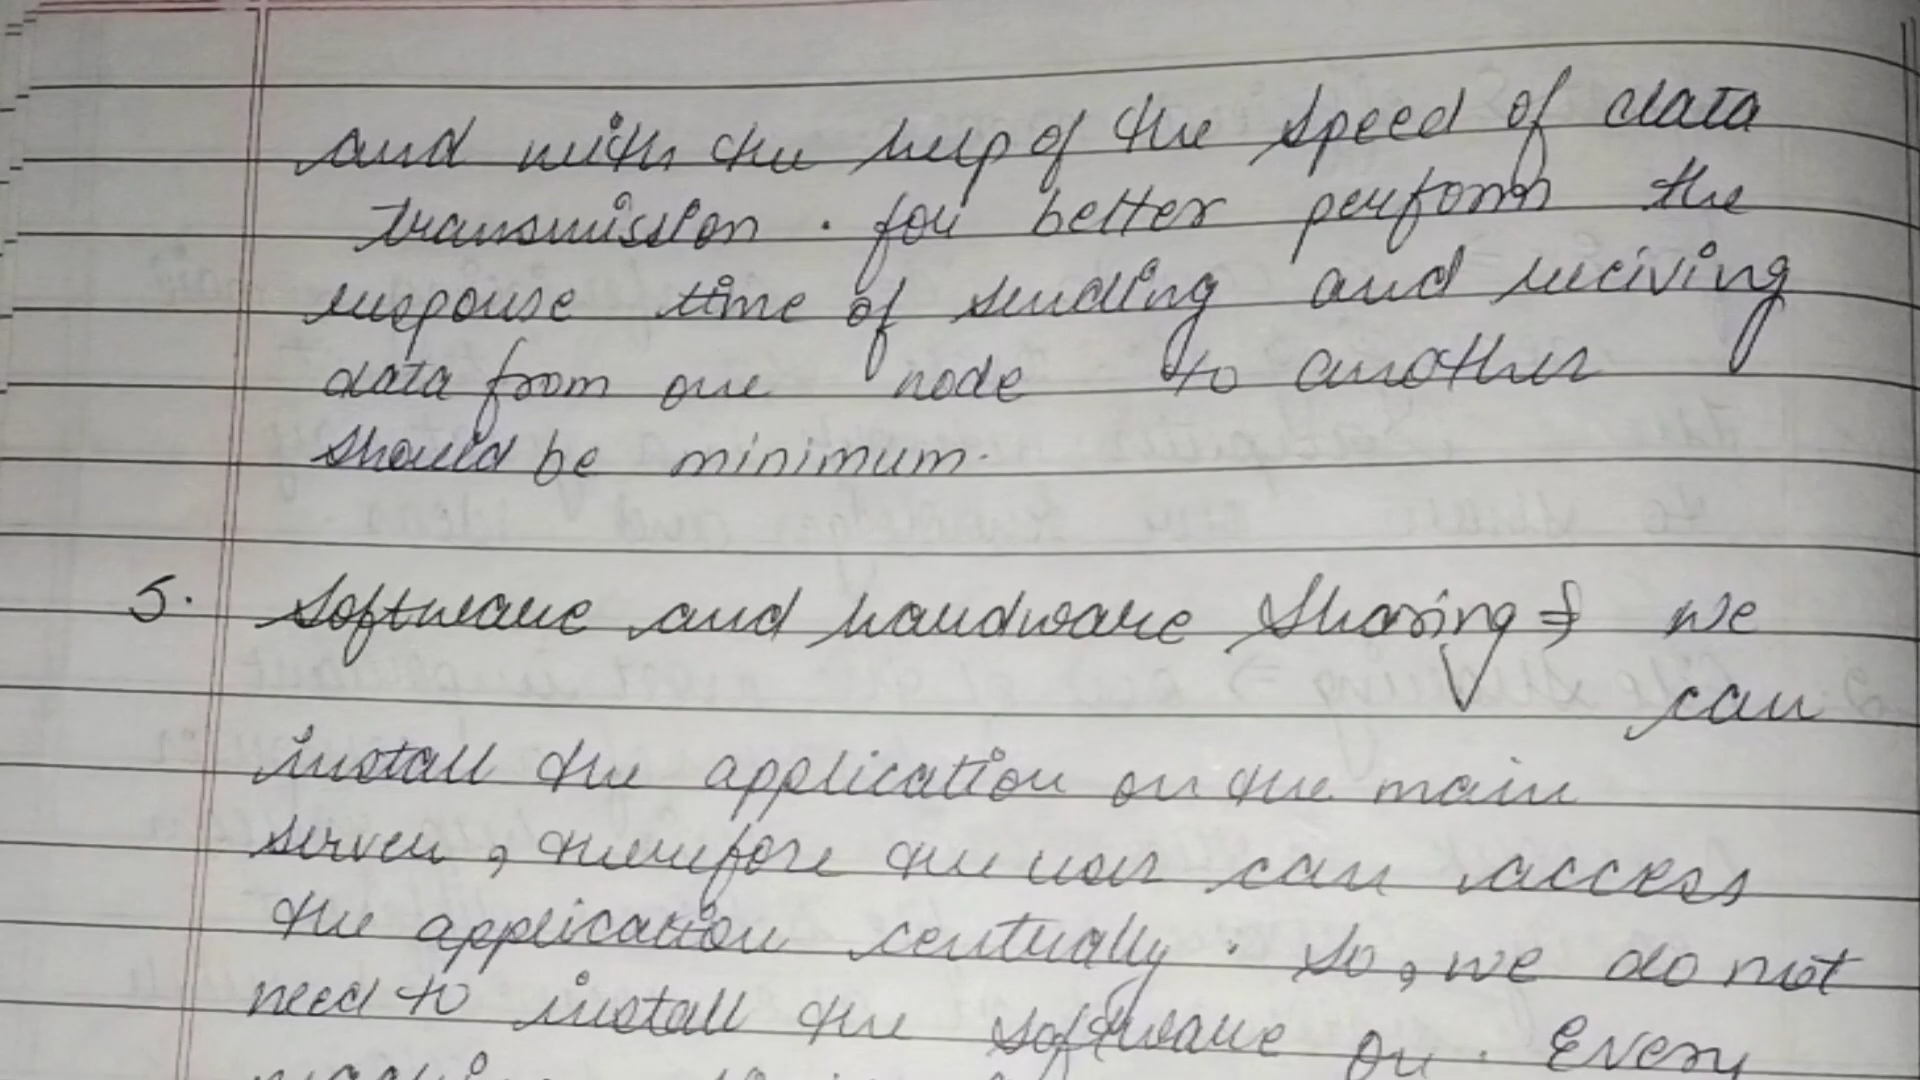 and with the help of the speed of data
transmission. for better perform the
response time of sending and reciving
data from one node to another
should be minimum.
5. Software and hardware Sharing → we
can
install the application on the main
server, therefore the user can access
the application centrally. So, we do not
need to install the software on. Every